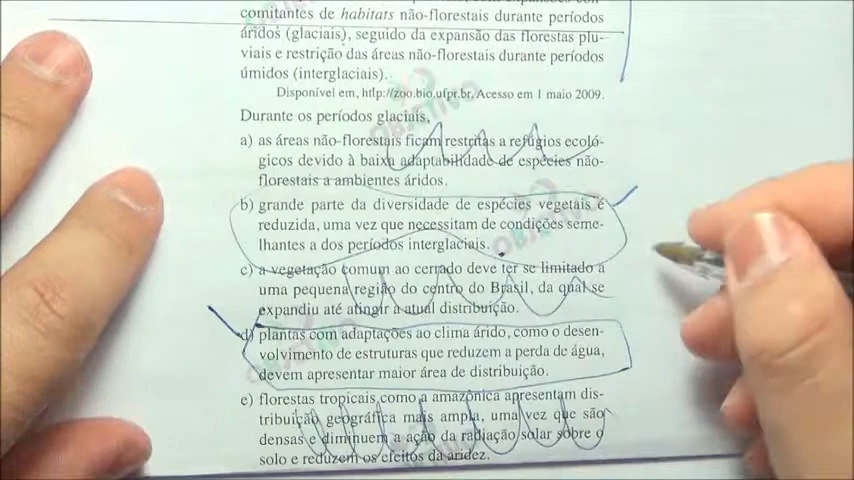 comitantes de habitats não-florestais durante períodos
áridos (glaciais), seguido da expansão das florestas plu-
viais e restrição das áreas não-florestais durante períodos
úmidos (interglaciais).
Disponível em, http://zoo.bio.ufpr.br. Acesso em 1 maio 2009.
Durante os períodos glaciais,
a) as áreas não-florestais ficam restritas a refúgios ecoló-
gicos devido à baixa adaptabilidade de espécies não-
florestais a ambientes áridos.
b) grande parte da diversidade de espécies vegetais é
reduzida, uma vez que necessitam de condições seme-
lhantes a dos períodos interglaciais.
c) a vegetação comum ao cerrado deve ter se limitado a
uma pequena região do centro do Brasil, da qual se
expandiu até atingir a atual distribuição.
d) plantas com adaptações ao clima árido, como o desen-
volvimento de estruturas que reduzem a perda de água,
devem apresentar maior área de distribuição.
e) florestas tropicais como a amazônica apresentam dis-
tribuição geográfica mais ampla, uma vez que são
densas e diminuem a ação da radiação solar sobre o
solo e reduzem os efeitos da aridez.
OBJETIVO
OBJETIVO